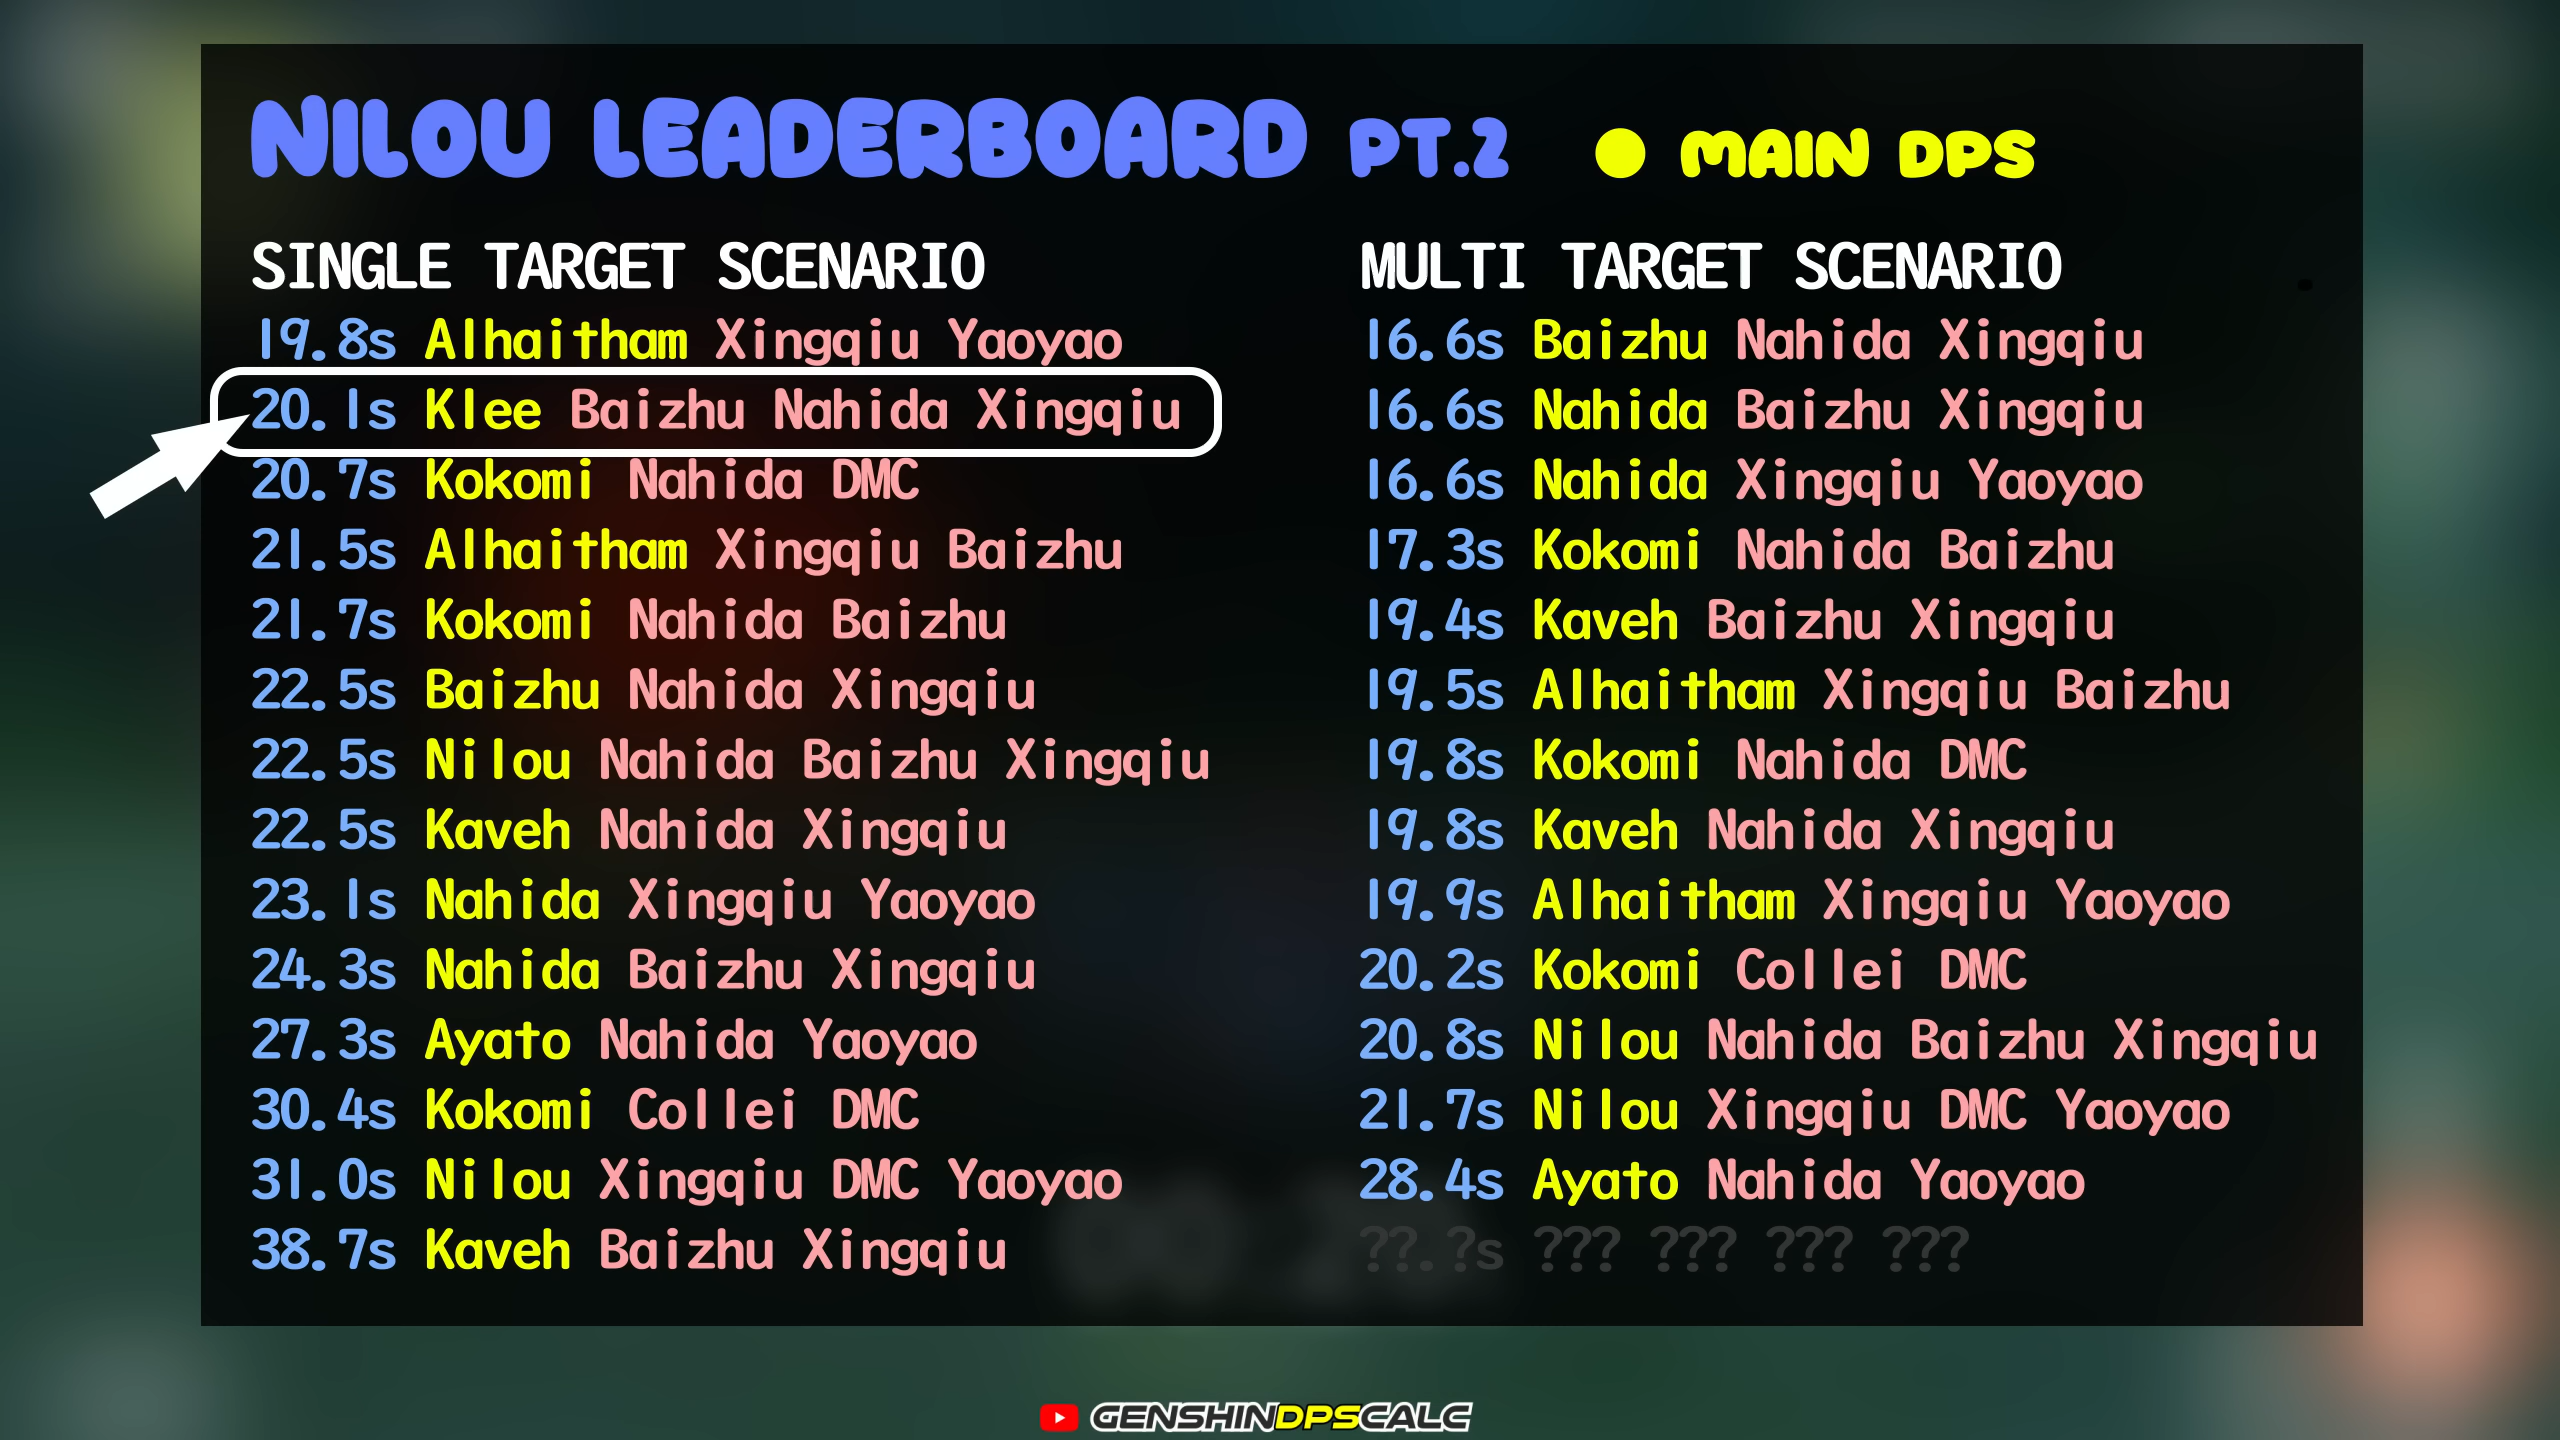 NILOU LEADERBOARD PT.2
MAIN DPS
SINGLE TARGET SCENARIO
19.8s Alhaitham Xingqiu Yaoyao
20.1s Klee Baizhu Nahida Xingqiu
20.7s Kokomi Nahida DMC
21.5s Alhaitham Xingqiu Baizhu
21.7s Kokomi Nahida Baizhu
22.5s Baizhu Nahida Xingqiu
22.5s Nilou Nahida Baizhu Xingqiu
22.5s Kaveh Nahida Xingqiu
23.1s Nahida Xingqiu Yaoyao
24.3s Nahida Baizhu Xingqiu
27.3s Ayato Nahida Yaoyao
30.4s Kokomi Collei DMC
31.0s Nilou Xingqiu DMC Yaoyao
38.7s Kaveh Baizhu Xingqiu
MULTI TARGET SCENARIO
16.6s Baizhu Nahida Xingqiu
16.6s Nahida Baizhu Xingqiu
16.6s Nahida Xingqiu Yaoyao
17.3s Kokomi Nahida Baizhu
19.4s Kaveh Baizhu Xingqiu
19.5s Alhaitham Xingqiu Baizhu
19.8s Kokomi Nahida DMC
19.8s Kaveh Nahida Xingqiu
19.9s Alhaitham Xingqiu Yaoyao
20.2s Kokomi Collei DMC
20.8s Nilou Nahida Baizhu Xingqiu
21.7s Nilou Xingqiu DMC Yaoyao
28.4s Ayato Nahida Yaoyao
??.?s ??? ??? ??? ???
GENSHINDPSCALC